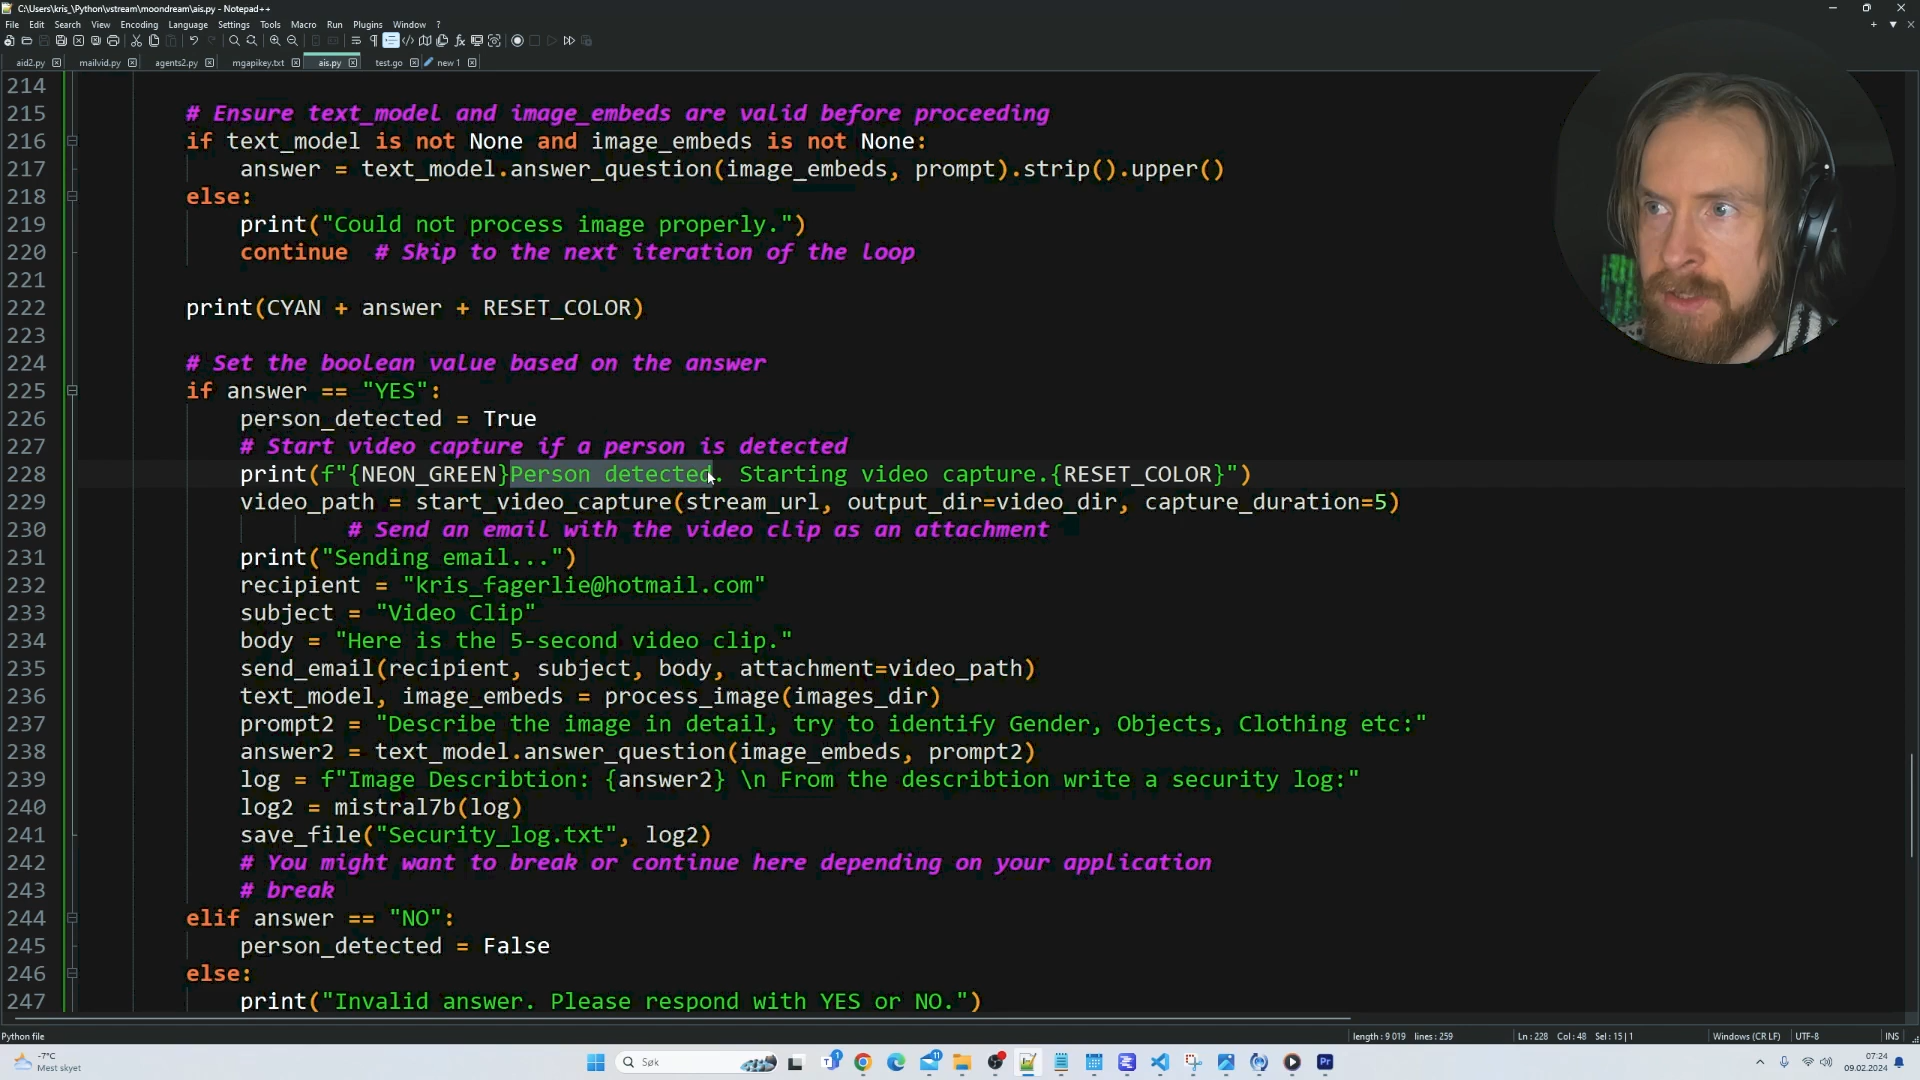 C:\Users\kris_\Python\vstream\moondream\ais.py - Notepad++
File Edit Search View Encoding Language Settings Tools Macro Run Plugins Window ?
aid2.py mailvid.py agents2.py mgapikey.txt ais.py test.go new 1
214
215 # Ensure text_model and image_embeds are valid before proceeding
216 if text_model is not None and image_embeds is not None:
217 answer = text_model.answer_question(image_embeds, prompt).strip().upper()
218 else:
219 print("Could not process image properly.")
220 continue # Skip to the next iteration of the loop
221
222 print(CYAN + answer + RESET_COLOR)
223
224 # Set the boolean value based on the answer
225 if answer == "YES":
226 person_detected = True
227 # Start video capture if a person is detected
228 print(f"{NEON_GREEN}Person detected. Starting video capture.{RESET_COLOR}")
229 video_path = start_video_capture(stream_url, output_dir=video_dir, capture_duration=5)
230 # Send an email with the video clip as an attachment
231 print("Sending email...")
232 recipient = "kris_fagerlie@hotmail.com"
233 subject = "Video Clip"
234 body = "Here is the 5-second video clip."
235 send_email(recipient, subject, body, attachment=video_path)
236 text_model, image_embeds = process_image(images_dir)
237 prompt2 = "Describe the image in detail, try to identify Gender, Objects, Clothing etc:"
238 answer2 = text_model.answer_question(image_embeds, prompt2)
239 log = f"Image Describtion: {answer2} \n From the describtion write a security log:"
240 log2 = mistral7b(log)
241 save_file("Security_log.txt", log2)
242 # You might want to break or continue here depending on your application
243 # break
244 elif answer == "NO":
245 person_detected = False
246 else:
247 print("Invalid answer. Please respond with YES or NO.")
Python file length : 9 019 lines : 259 Ln : 228 Col : 48 Sel : 15 | 1 Windows (CR LF) UTF-8 INS
-7°C
Mest skyet
Søk
07:24
09.02.2024